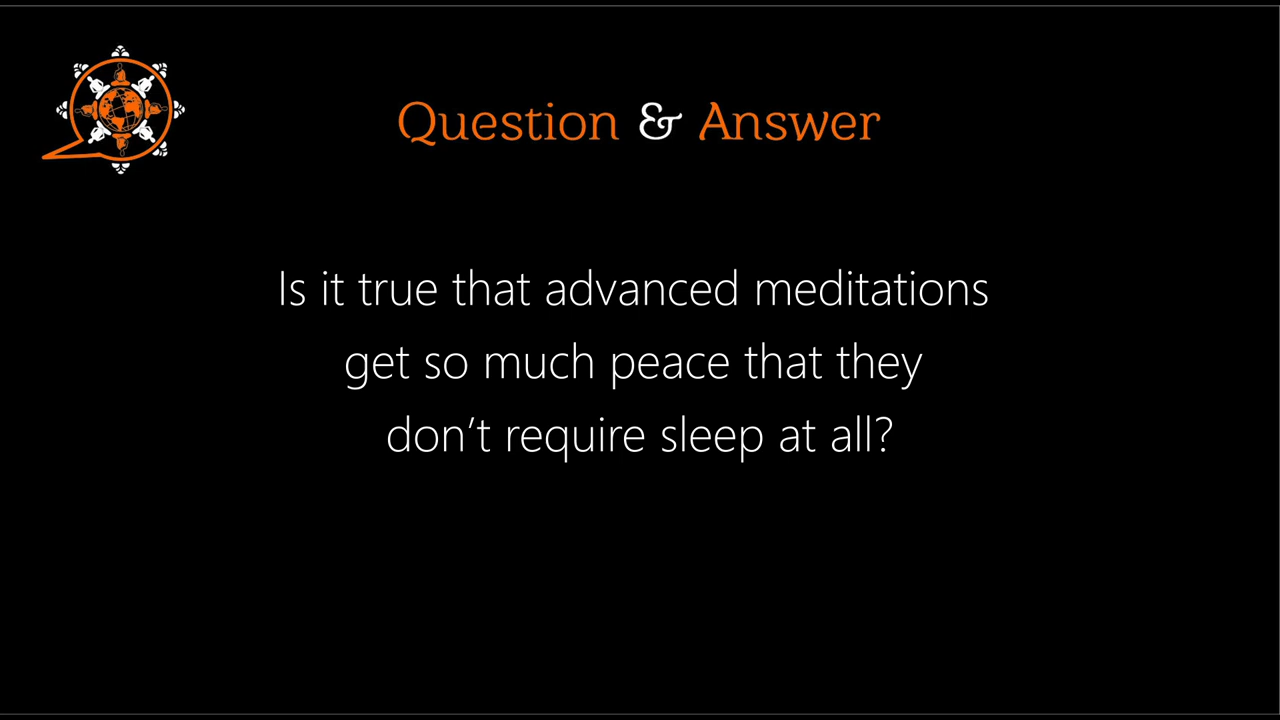 Question & Answer
Is it true that advanced meditations
get so much peace that they
don’t require sleep at all?